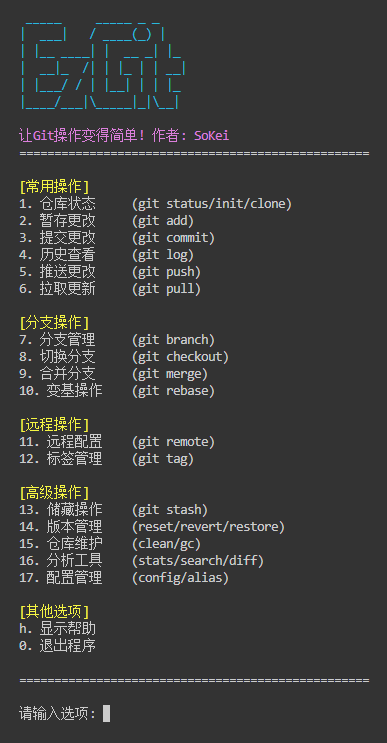 EzGit
让Git操作变得简单! 作者: SoKei
==================================================
[常用操作]
1. 仓库状态     (git status/init/clone)
2. 暂存更改     (git add)
3. 提交更改     (git commit)
4. 历史查看     (git log)
5. 推送更改     (git push)
6. 拉取更新     (git pull)
[分支操作]
7. 分支管理     (git branch)
8. 切换分支     (git checkout)
9. 合并分支     (git merge)
10. 变基操作    (git rebase)
[远程操作]
11. 远程配置    (git remote)
12. 标签管理    (git tag)
[高级操作]
13. 储藏操作    (git stash)
14. 版本管理    (reset/revert/restore)
15. 仓库维护    (clean/gc)
16. 分析工具    (stats/search/diff)
17. 配置管理    (config/alias)
[其他选项]
h. 显示帮助
0. 退出程序
==================================================
请输入选项: